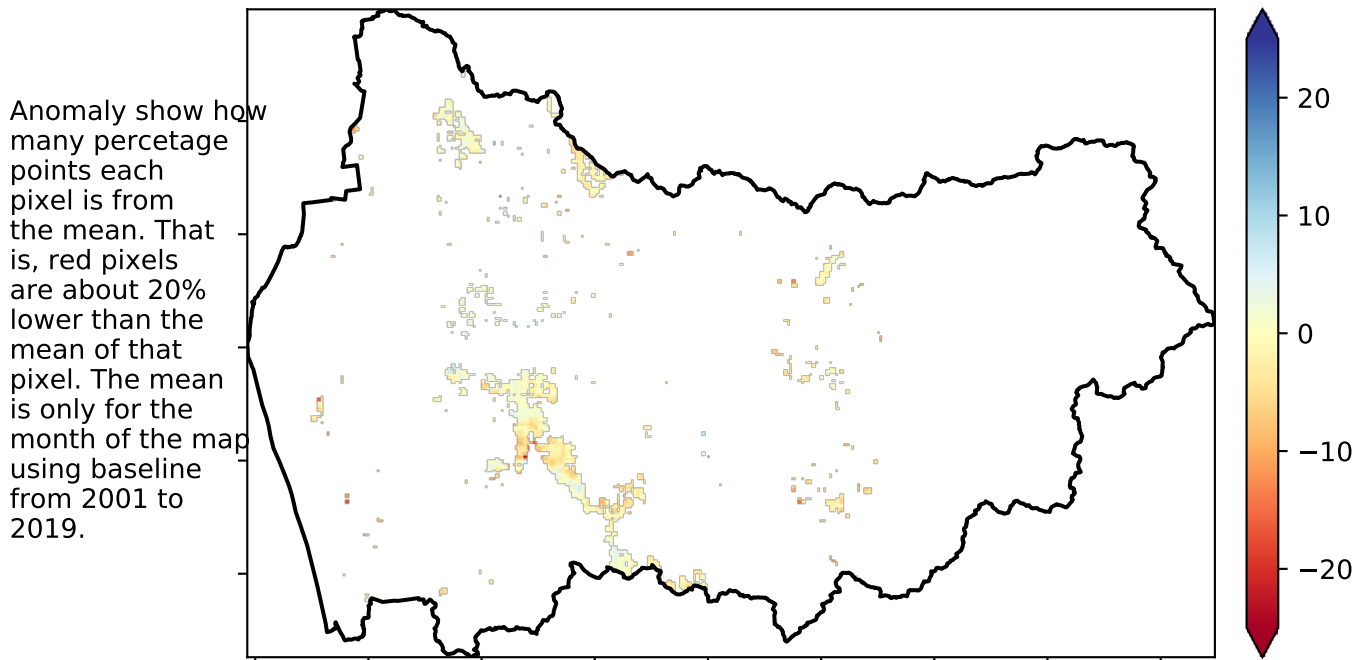 Anomaly show how
many percetage
points each
pixel is from
the mean. That
is, red pixels
are about 20%
lower than the
mean of that
pixel. The mean
is only for the
month of the map
using baseline
from 2001 to
2019.
20
10
0
−10
−20